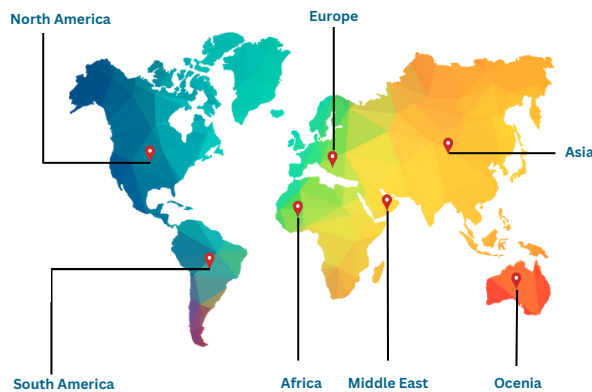 North America
Europe
Asia
South America
Africa
Middle East
Ocenia